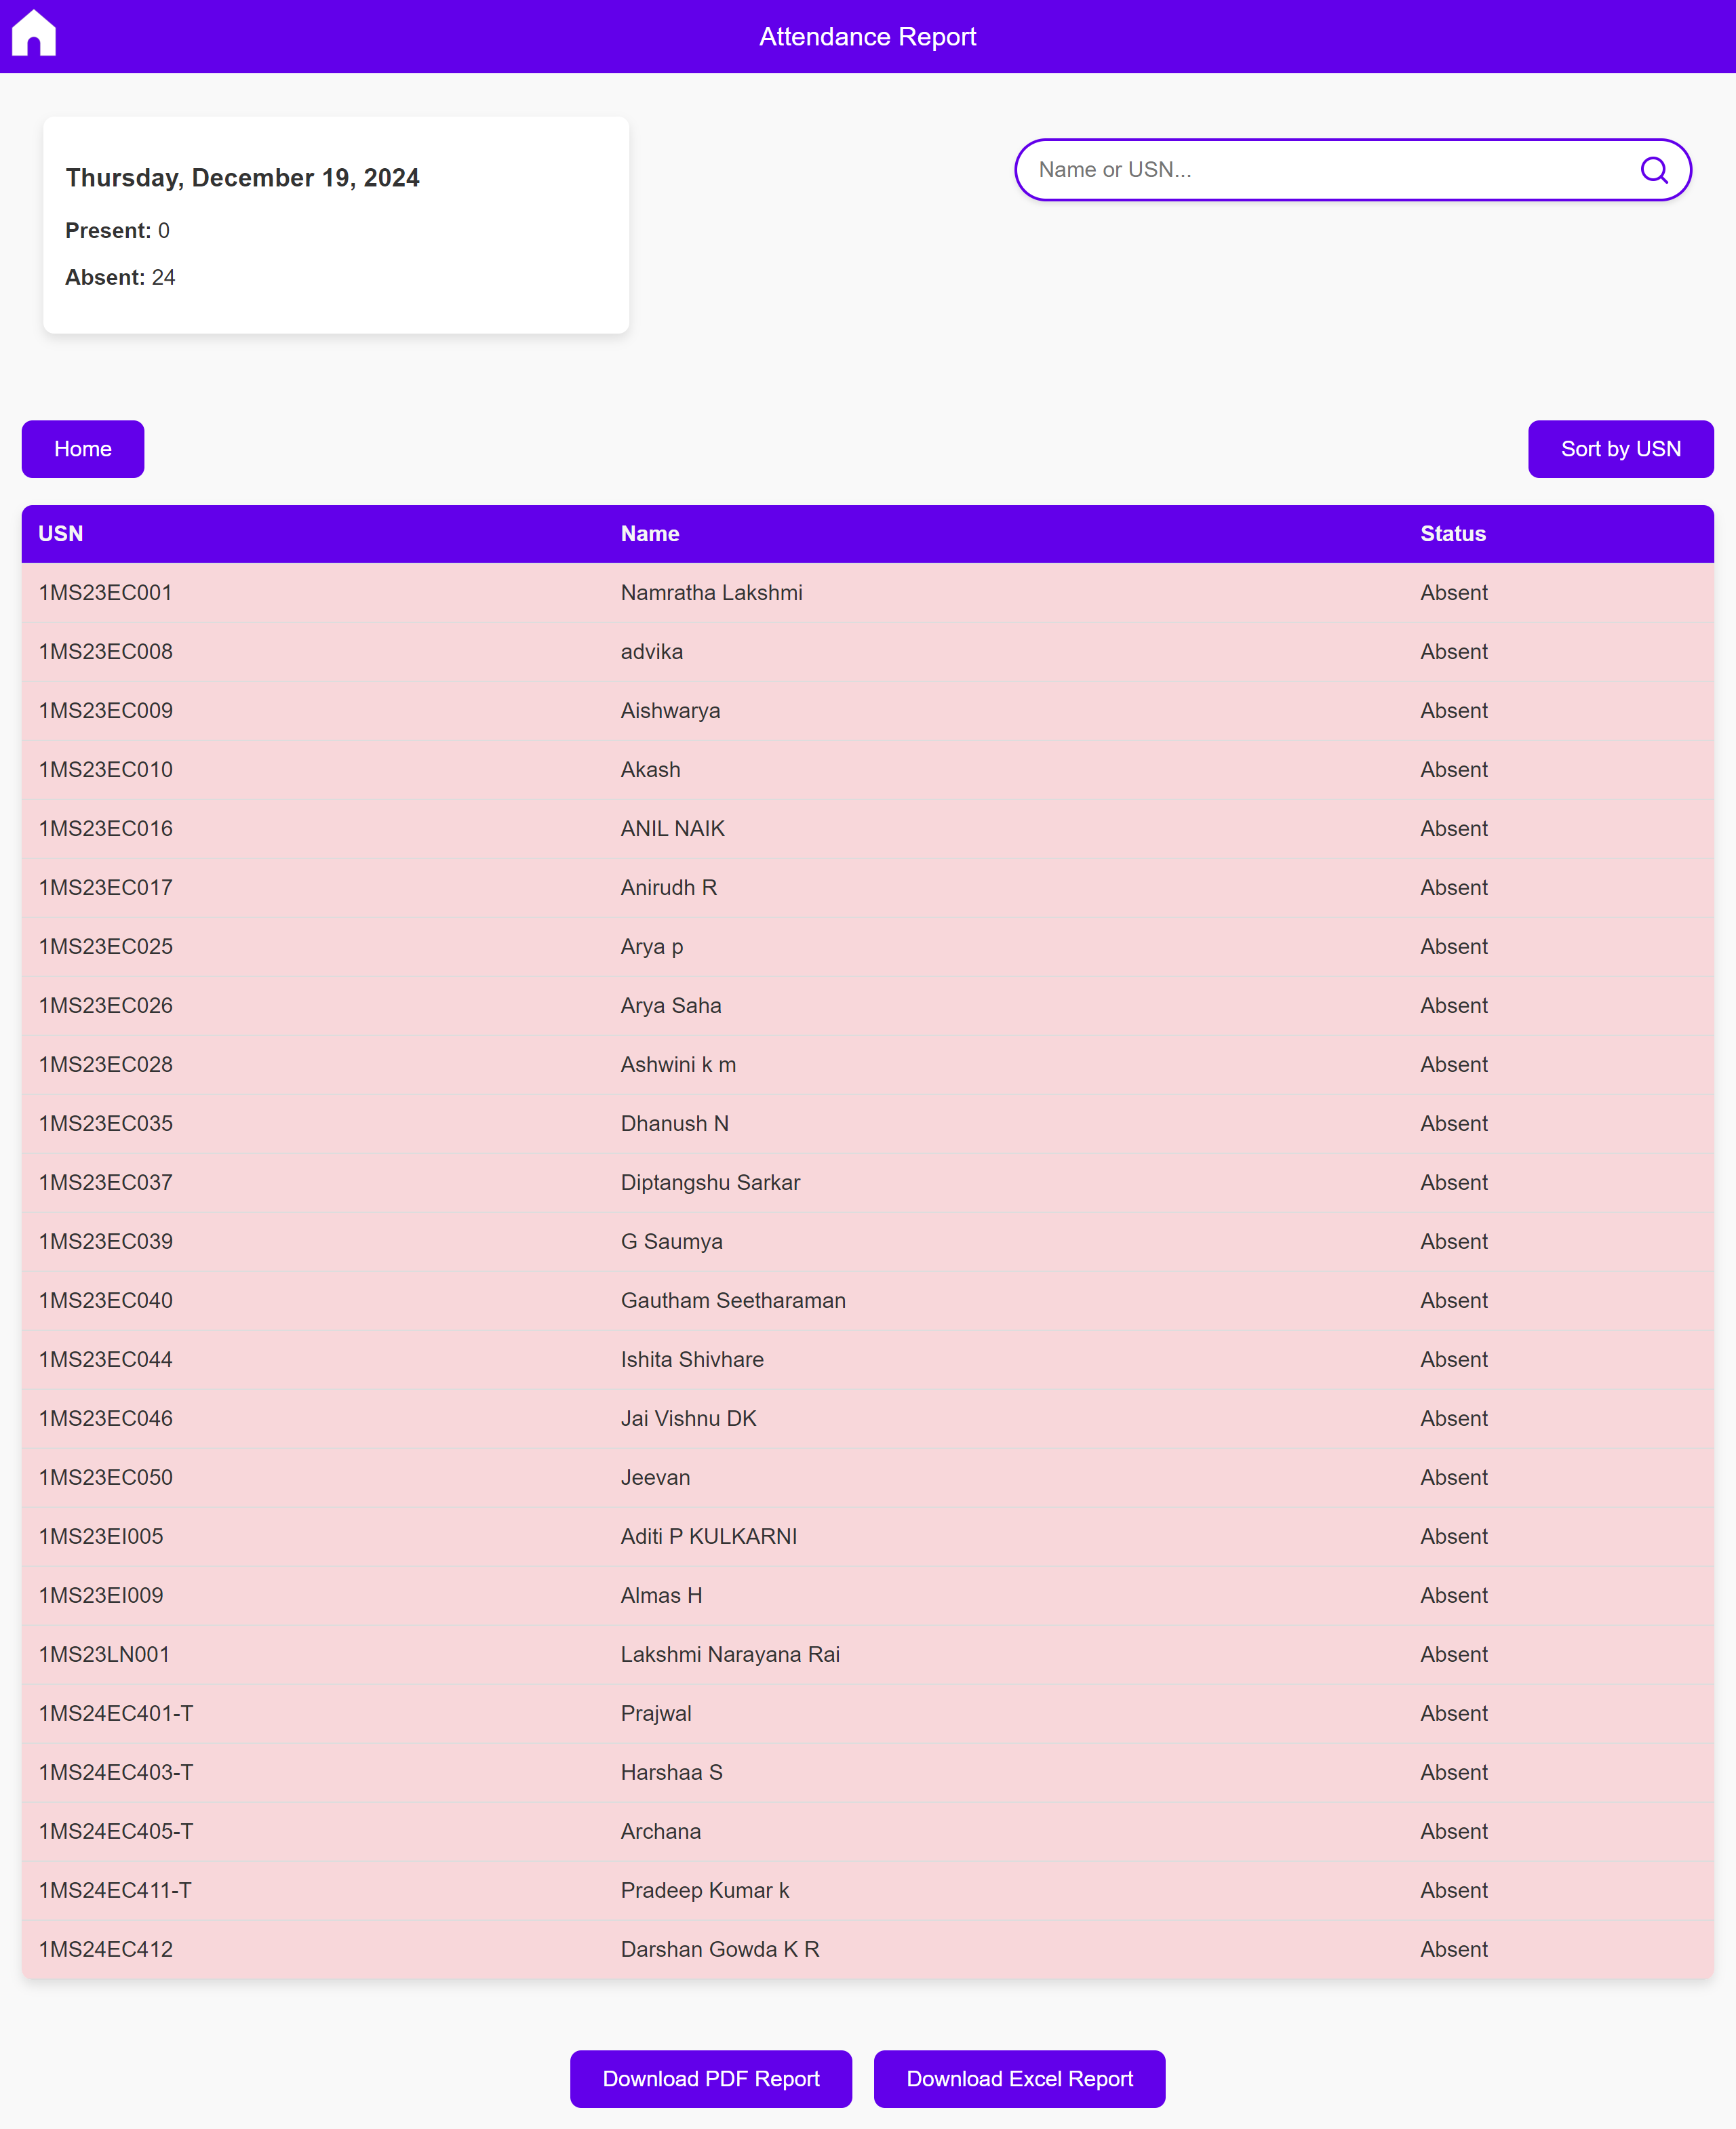 Attendance Report
Thursday, December 19, 2024
Name or USN...
Present: 0
Absent: 24
Home
Sort by USN
USN Name Status
1MS23EC001 Namratha Lakshmi Absent
1MS23EC008 advika Absent
1MS23EC009 Aishwarya Absent
1MS23EC010 Akash Absent
1MS23EC016 ANIL NAIK Absent
1MS23EC017 Anirudh R Absent
1MS23EC025 Arya p Absent
1MS23EC026 Arya Saha Absent
1MS23EC028 Ashwini k m Absent
1MS23EC035 Dhanush N Absent
1MS23EC037 Diptangshu Sarkar Absent
1MS23EC039 G Saumya Absent
1MS23EC040 Gautham Seetharaman Absent
1MS23EC044 Ishita Shivhare Absent
1MS23EC046 Jai Vishnu DK Absent
1MS23EC050 Jeevan Absent
1MS23EI005 Aditi P KULKARNI Absent
1MS23EI009 Almas H Absent
1MS23LN001 Lakshmi Narayana Rai Absent
1MS24EC401-T Prajwal Absent
1MS24EC403-T Harshaa S Absent
1MS24EC405-T Archana Absent
1MS24EC411-T Pradeep Kumar k Absent
1MS24EC412 Darshan Gowda K R Absent
Download PDF Report
Download Excel Report